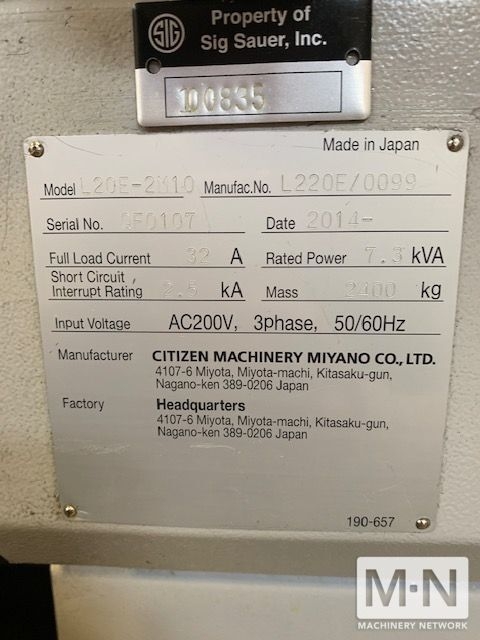 SIG
Property of
Sig Sauer, Inc.
100835
Made in Japan
Model L20E-2M10 Manufac.No. L220E/0099
Serial No. QF0107 Date 2014-
Full Load Current 32 A Rated Power 7.3 kVA
Short Circuit
Interrupt Rating 2.5 kA Mass 2400 kg
Input Voltage AC200V, 3phase, 50/60Hz
Manufacturer CITIZEN MACHINERY MIYANO CO., LTD.
4107-6 Miyota, Miyota-machi, Kitasaku-gun,
Nagano-ken 389-0206 Japan
Factory Headquarters
4107-6 Miyota, Miyota-machi, Kitasaku-gun,
Nagano-ken 389-0206 Japan
190-657
M·N
MACHINERY NETWORK